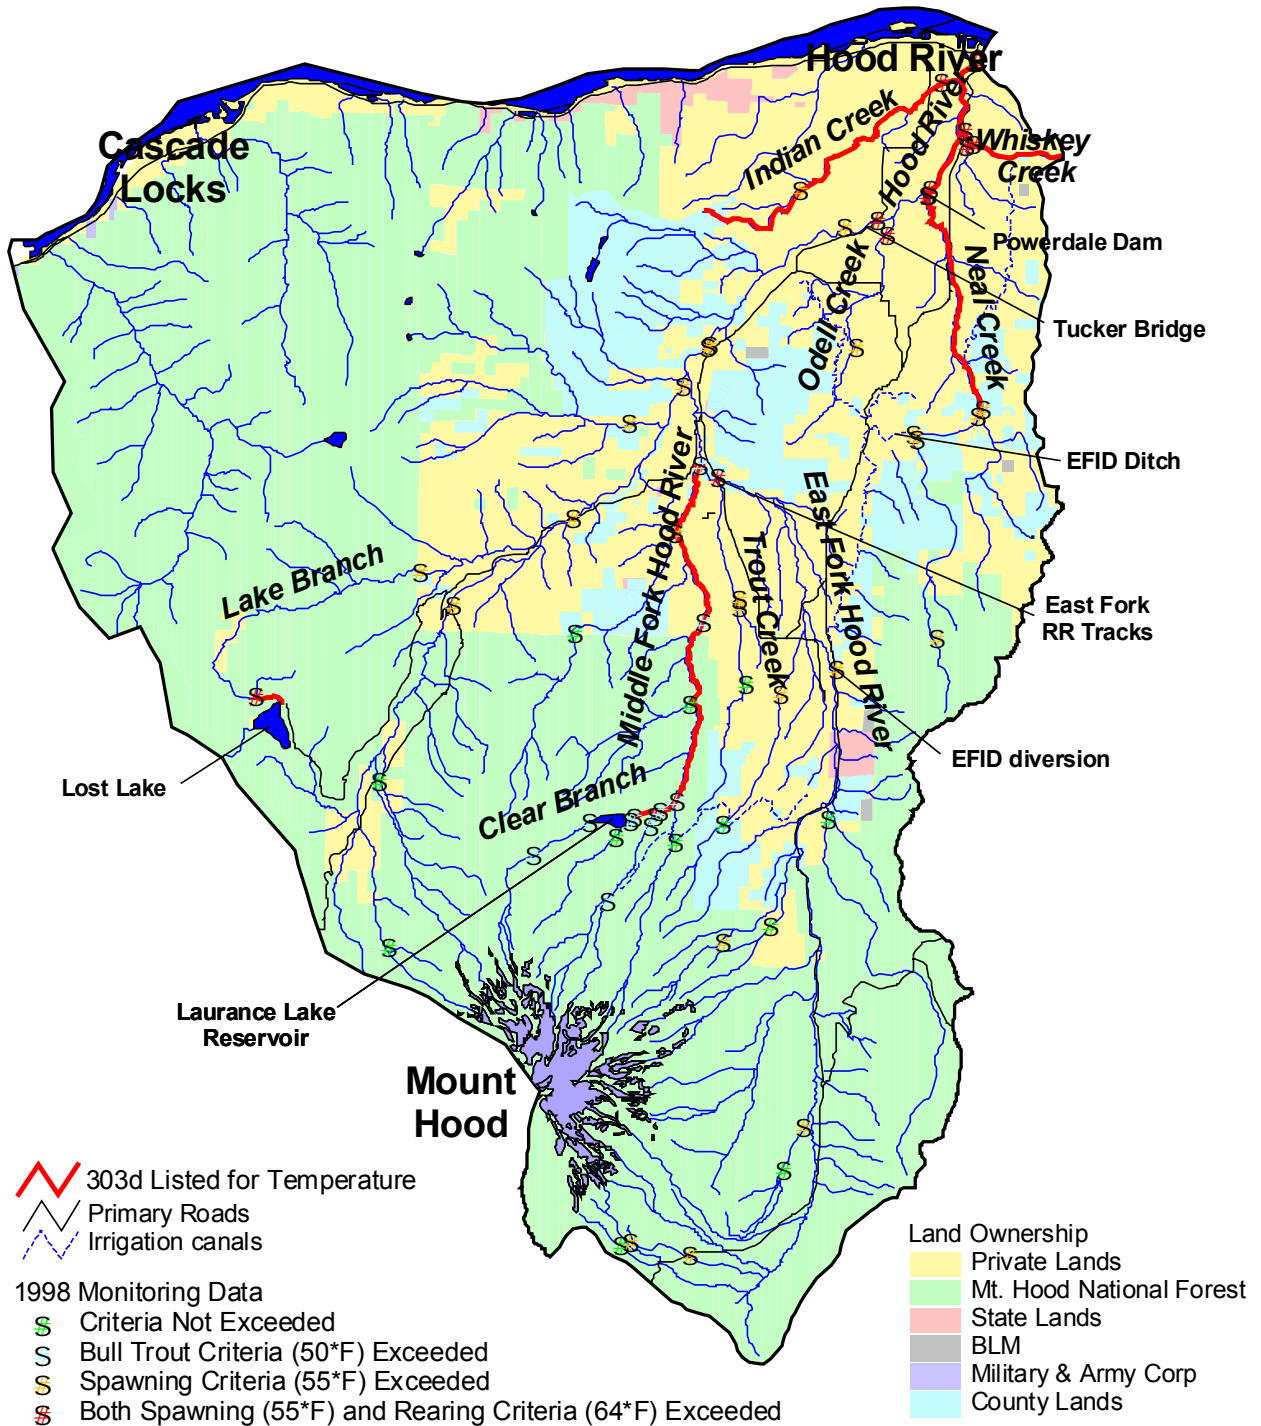 Hood River
Cascade
Locks
Indian Creek
Hood River
Whiskey
Creek
Powerdale Dam
Odell Creek
Neal Creek
Tucker Bridge
EFID Ditch
Middle Fork Hood River
East Fork Hood River
Trout Creek
Lake Branch
East Fork
RR Tracks
EFID diversion
Lost Lake
Clear Branch
Laurance Lake
Reservoir
Mount
Hood
303d Listed for Temperature
Primary Roads
Irrigation canals
1998 Monitoring Data
S Criteria Not Exceeded
S Bull Trout Criteria (50*F) Exceeded
S Spawning Criteria (55*F) Exceeded
S Both Spawning (55*F) and Rearing Criteria (64*F) Exceeded
Land Ownership
Private Lands
Mt. Hood National Forest
State Lands
BLM
Military & Army Corp
County Lands